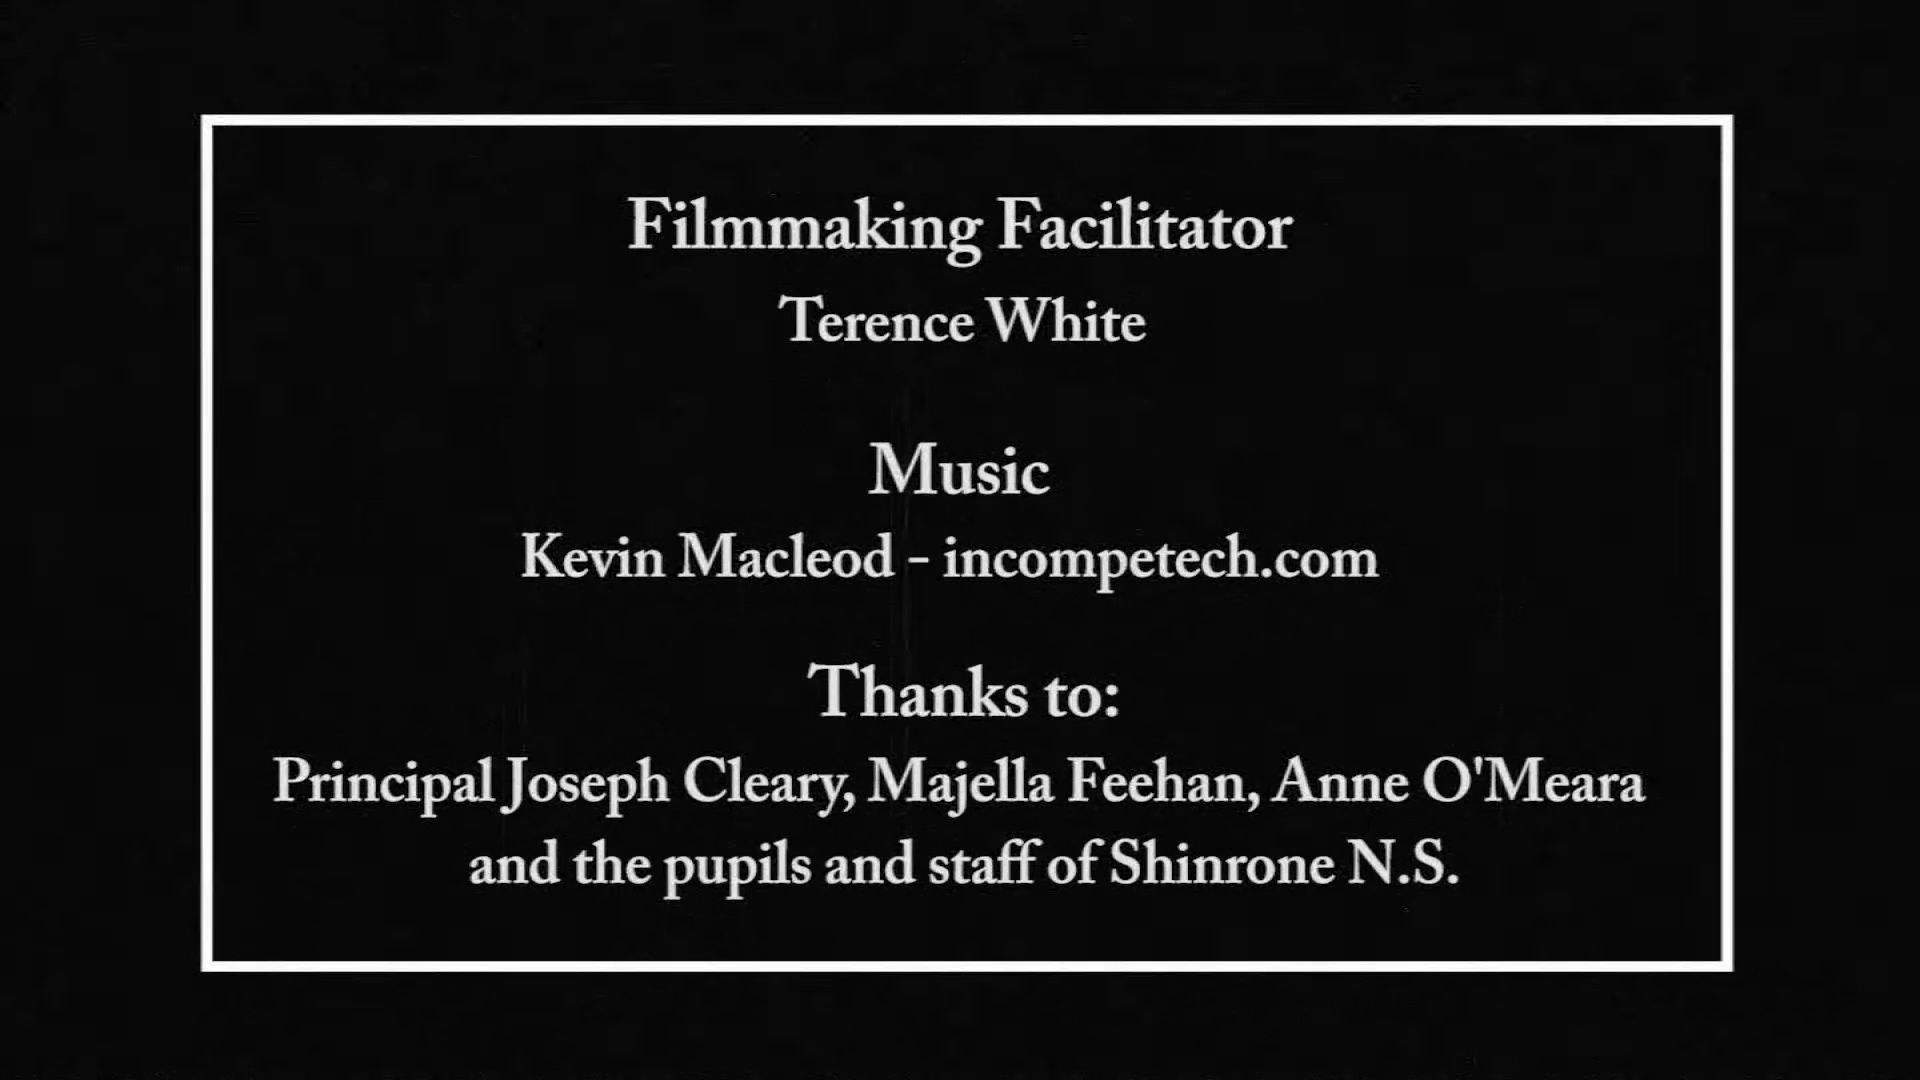 Filmmaking Facilitator
Terence White
Music
Kevin Macleod - incompetech.com
Thanks to:
Principal Joseph Cleary, Majella Feehan, Anne O'Meara
and the pupils and staff of Shinrone N.S.